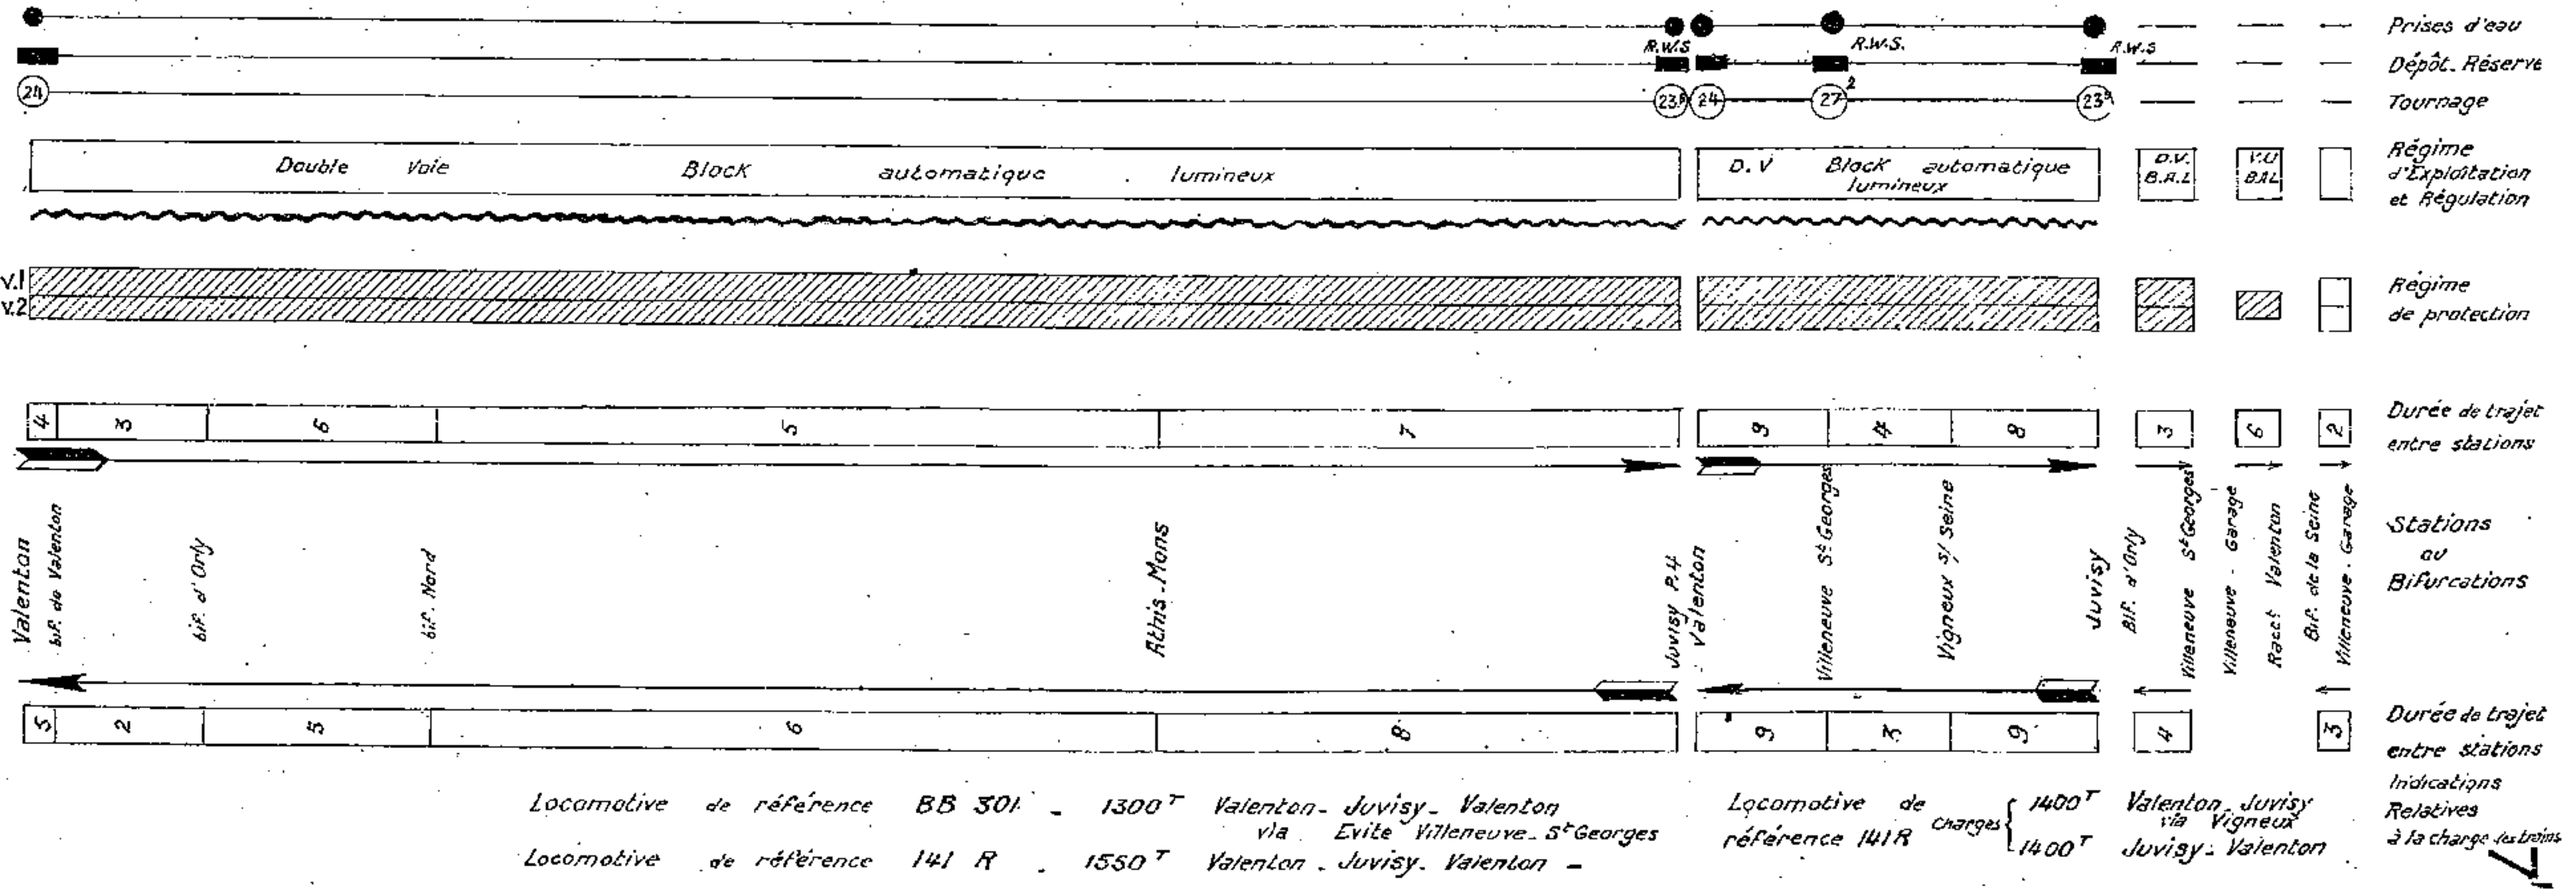 Prises d'eau
R.W.S
R.W.S.
R.W.S
Dépôt_Réserve
24
23⁵
24
27²
23⁵
Tournage
Double Voie Block automatique lumineux
D.V Block automatique
lumineux
D.V.
B.A.L
V.U
B.A.L
Régime
d'Exploitation
et Régulation
v.1
v.2
Régime
de protection
4
3
6
5
7
9
4
8
3
6
2
Durée de trajet
entre stations
Valenton
bif. de Valenton
bif. d'Orly
bif. Nord
Athis-Mons
Juvisy P.4
Valenton
Villeneuve St Georges
Vigneux s/ Seine
Juvisy
Bif. d'Orly
Villeneuve St Georges
Villeneuve - Garage
Racct Valenton
Bif. de la Seine
Villeneuve-Garage
Stations
ou
Bifurcations
5
2
5
6
8
9
3
9
4
3
Durée de trajet
entre stations
Locomotive de référence BB 301 - 1300ᵀ Valenton-Juvisy-Valenton
via Evite Villeneuve-St Georges
Locomotive de référence 141 R - 1550ᵀ Valenton - Juvisy - Valenton -
Locomotive de
référence 141R
charges
1400ᵀ Valenton-Juvisy
via Vigneux
1400ᵀ Juvisy-Valenton
Indications
Relatives
à la charge des trains